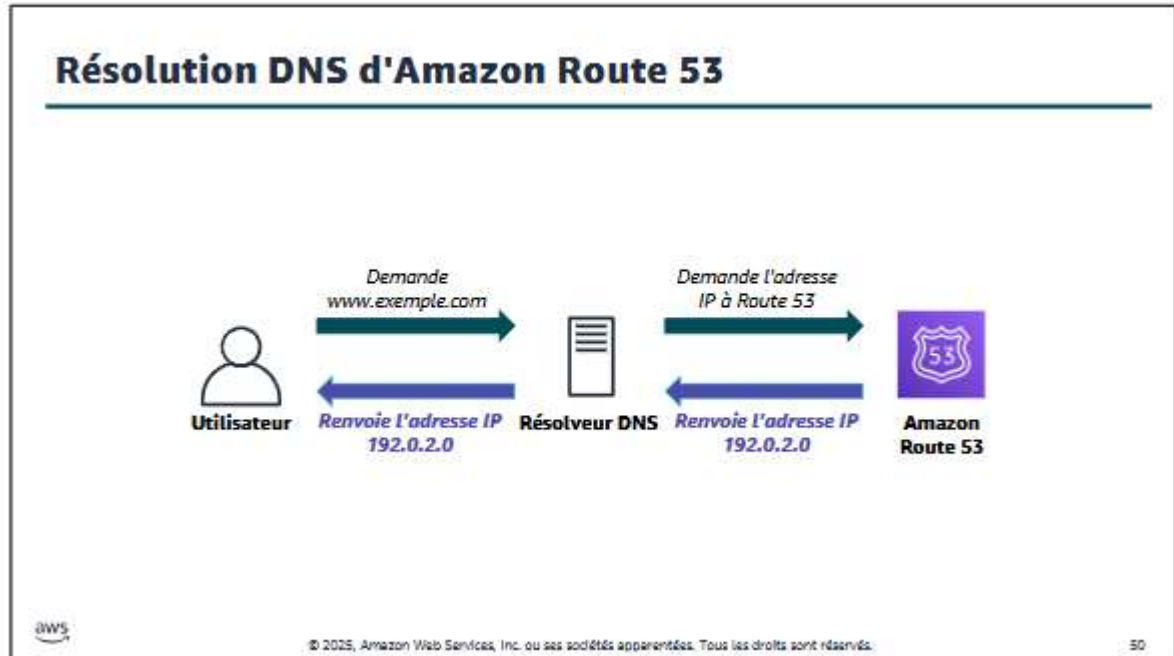 Résolution DNS d'Amazon Route 53
Demande
www.exemple.com
Demande l'adresse
IP à Route 53
53
Utilisateur
Renvoie l'adresse IP
192.0.2.0
Résolveur DNS
Renvoie l'adresse IP
192.0.2.0
Amazon
Route 53
aws
© 2025, Amazon Web Services, Inc. ou ses sociétés apparentées. Tous les droits sont réservés.
50